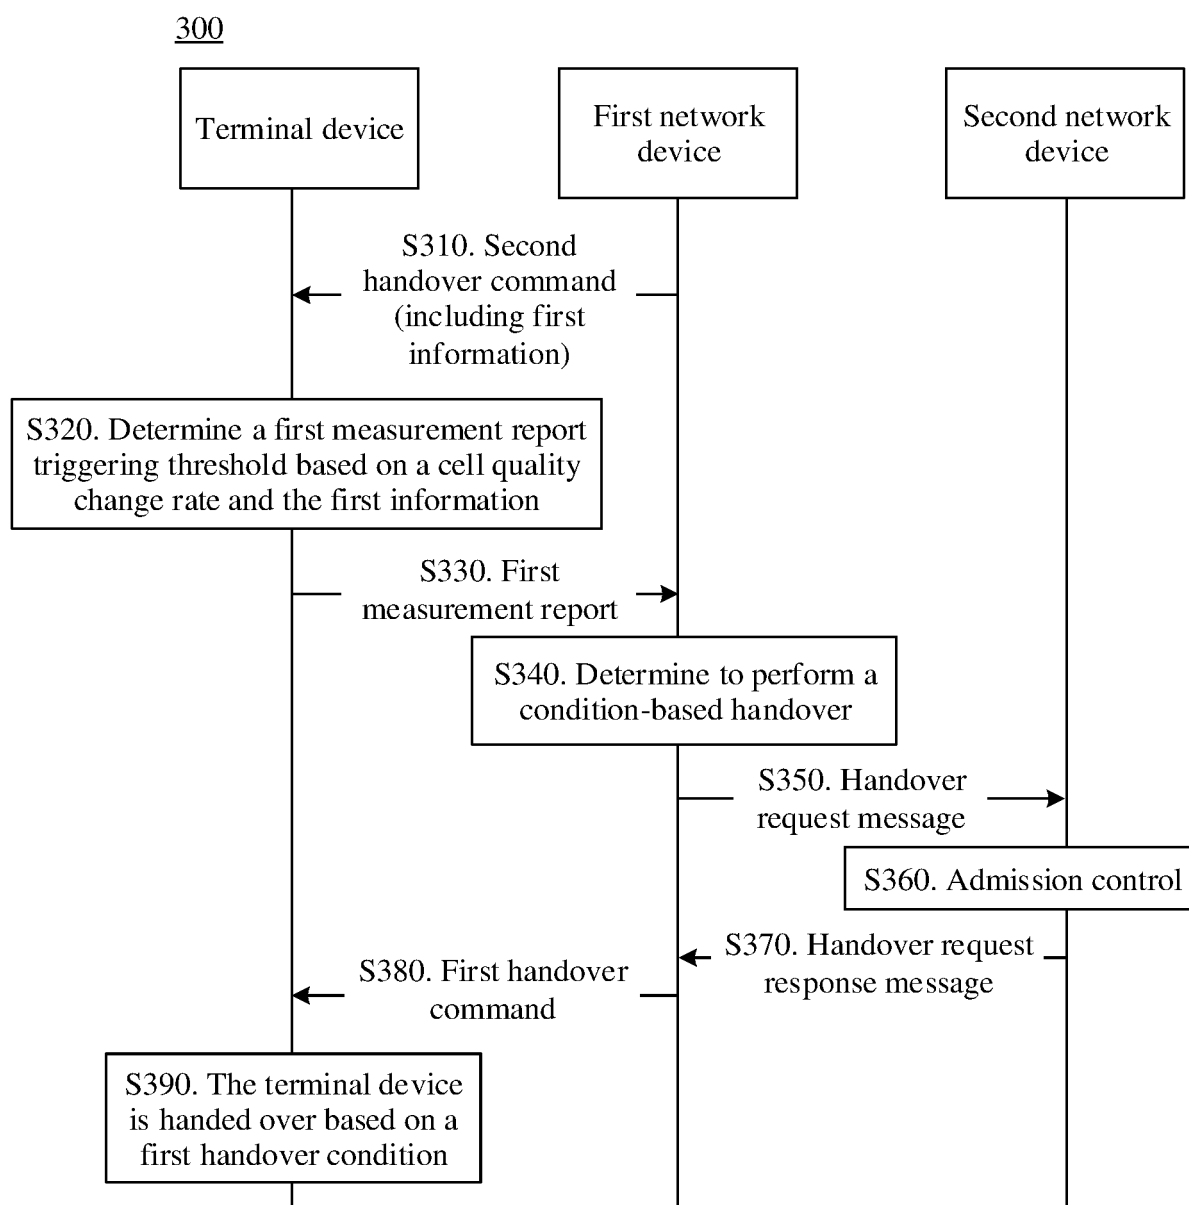 300
Terminal device
First network
device
Second network
device
S310. Second
handover command
(including first
information)
S320. Determine a first measurement report
triggering threshold based on a cell quality
change rate and the first information
S330. First
measurement report
S340. Determine to perform a
condition-based handover
S350. Handover
request message
S360. Admission control
S370. Handover request
response message
S380. First handover
command
S390. The terminal device
is handed over based on a
first handover condition